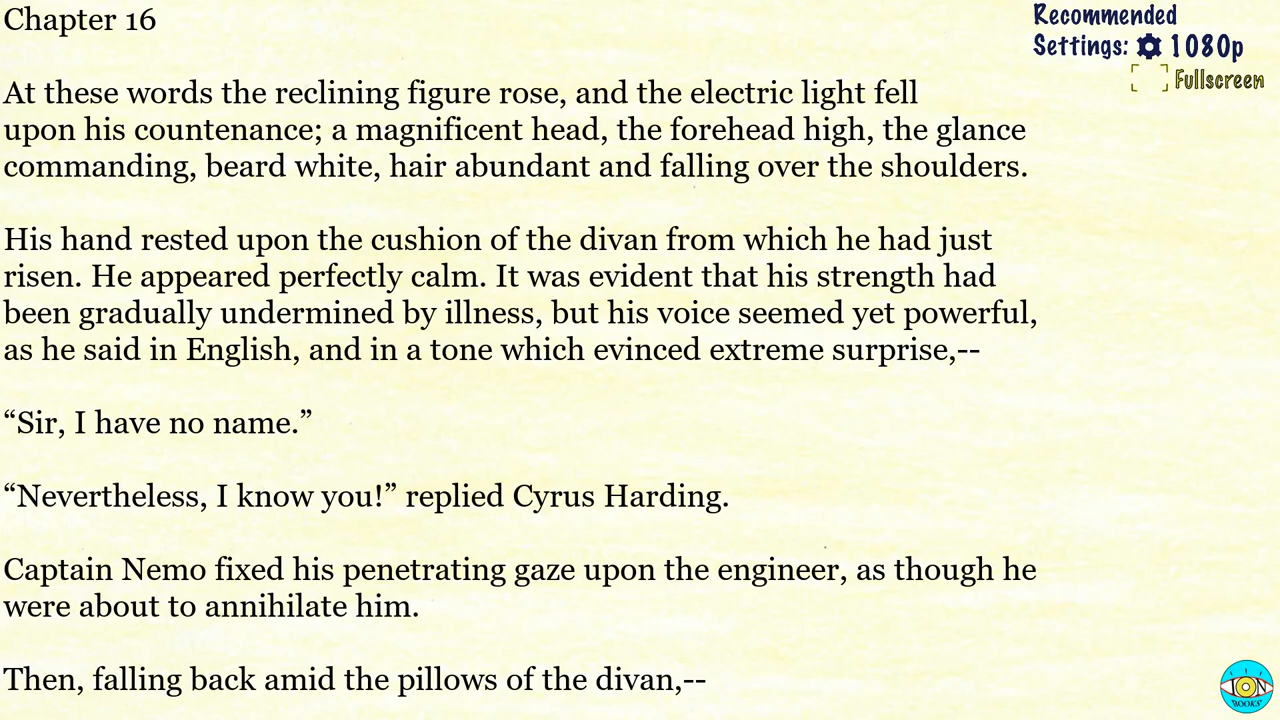 Chapter 16
At these words the reclining figure rose, and the electric light fell
upon his countenance; a magnificent head, the forehead high, the glance
commanding, beard white, hair abundant and falling over the shoulders.
His hand rested upon the cushion of the divan from which he had just
risen. He appeared perfectly calm. It was evident that his strength had
been gradually undermined by illness, but his voice seemed yet powerful,
as he said in English, and in a tone which evinced extreme surprise,--
“Sir, I have no name.”
“Nevertheless, I know you!” replied Cyrus Harding.
Captain Nemo fixed his penetrating gaze upon the engineer, as though he
were about to annihilate him.
Then, falling back amid the pillows of the divan,--
Recommended
Settings: 1080p
Fullscreen
ION
BOOKS